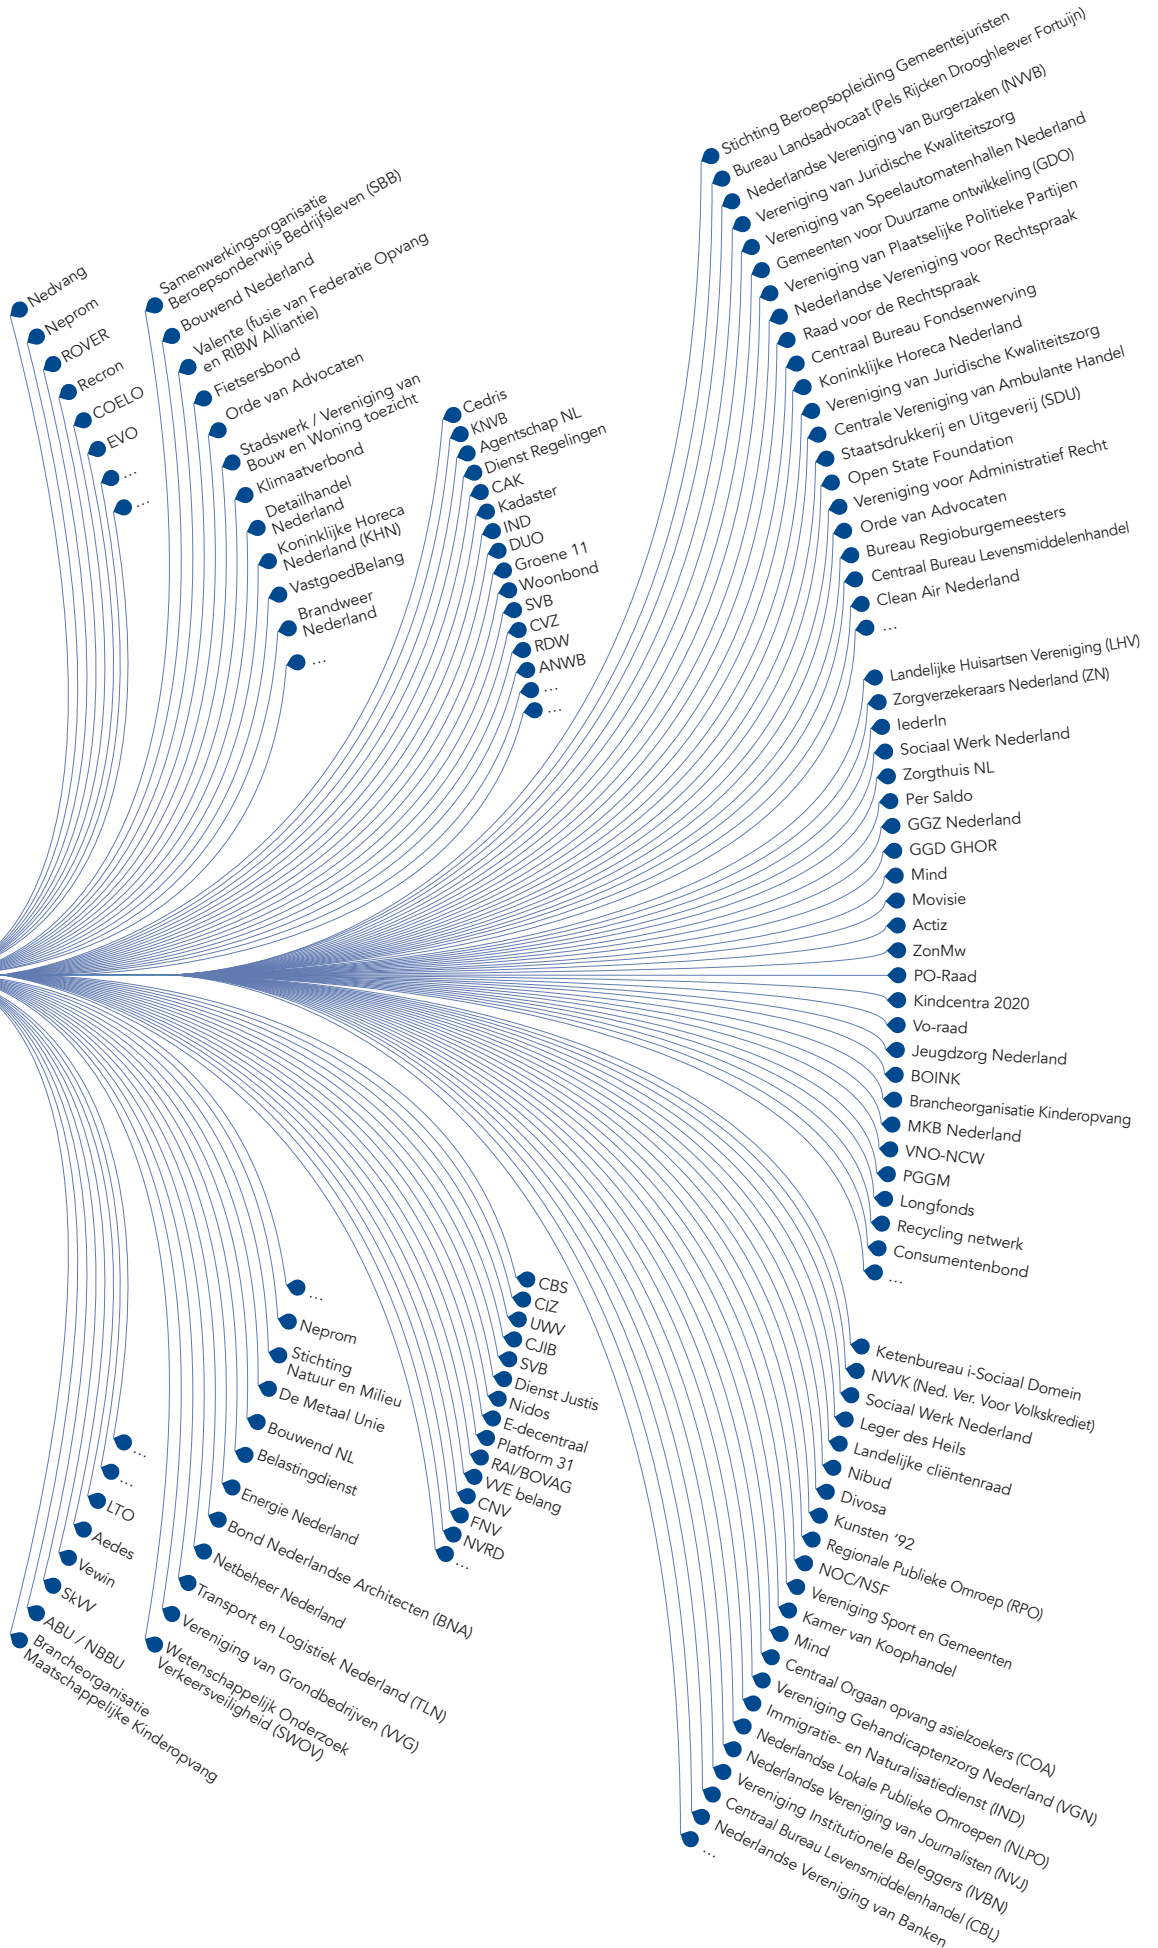 Nedvang
Neprom
ROVER
Recron
COELO
EVO
...
...
Samenwerkingsorganisatie
Beroepsonderwijs Bedrijfsleven (SBB)
Bouwend Nederland
Valente (fusie van Federatie Opvang
en RIBW Alliantie)
Fietsersbond
Orde van Advocaten
Stadswerk / Vereniging van
Bouw en Woning toezicht
Klimaatverbond
Detailhandel
Nederland
Koninklijke Horeca
Nederland (KHN)
VastgoedBelang
Brandweer
Nederland
...
Cedris
KNVB
Agentschap NL
Dienst Regelingen
CAK
Kadaster
IND
DUO
Groene 11
Woonbond
SVB
CVZ
RDW
ANWB
...
...
Stichting Beroepsopleiding Gemeentejuristen
Bureau Landsadvocaat (Pels Rijcken Drooghleever Fortuijn)
Nederlandse Vereniging van Burgerzaken (NVVB)
Vereniging van Juridische Kwaliteitszorg
Vereniging van Speelautomatenhallen Nederland
Gemeenten voor Duurzame ontwikkeling (GDO)
Vereniging van Plaatselijke Politieke Partijen
Nederlandse Vereniging voor Rechtspraak
Raad voor de Rechtspraak
Centraal Bureau Fondsenwerving
Koninklijke Horeca Nederland
Vereniging van Juridische Kwaliteitszorg
Centrale Vereniging van Ambulante Handel
Staatsdrukkerij en Uitgeverij (SDU)
Open State Foundation
Vereniging voor Administratief Recht
Orde van Advocaten
Bureau Regioburgemeesters
Centraal Bureau Levensmiddelenhandel
Clean Air Nederland
...
Landelijke Huisartsen Vereniging (LHV)
Zorgverzekeraars Nederland (ZN)
IederIn
Sociaal Werk Nederland
Zorgthuis NL
Per Saldo
GGZ Nederland
GGD GHOR
Mind
Movisie
Actiz
ZonMw
PO-Raad
Kindcentra 2020
Vo-raad
Jeugdzorg Nederland
BOINK
Brancheorganisatie Kinderopvang
MKB Nederland
VNO-NCW
PGGM
Longfonds
Recycling netwerk
Consumentenbond
...
...
Neprom
Stichting
Natuur en Milieu
De Metaal Unie
Bouwend NL
Belastingdienst
Energie Nederland
Bond Nederlandse Architecten (BNA)
Netbeheer Nederland
Transport en Logistiek Nederland (TLN)
Vereniging van Grondbedrijven (VVG)
Wetenschappelijk Onderzoek
Verkeersveiligheid (SWOV)
...
...
LTO
Aedes
Vewin
SkVV
ABU / NBBU
Brancheorganisatie
Maatschappelijke Kinderopvang
CBS
CIZ
UWV
CJIB
SVB
Dienst Justis
Nidos
E-decentraal
Platform 31
RAI/BOVAG
VVE belang
CNV
FNV
NVRD
...
Ketenbureau i-Sociaal Domein
NVVK (Ned. Ver. Voor Volkskrediet)
Sociaal Werk Nederland
Leger des Heils
Landelijke cliëntenraad
Nibud
Divosa
Kunsten '92
Regionale Publieke Omroep (RPO)
NOC/NSF
Vereniging Sport en Gemeenten
Kamer van Koophandel
Mind
Centraal Orgaan opvang asielzoekers (COA)
Vereniging Gehandicaptenzorg Nederland (VGN)
Immigratie- en Naturalisatiedienst (IND)
Nederlandse Lokale Publieke Omroepen (NLPO)
Nederlandse Vereniging van Journalisten (NVJ)
Vereniging Institutionele Beleggers (IVBN)
Centraal Bureau Levensmiddelenhandel (CBL)
Nederlandse Vereniging van Banken
...